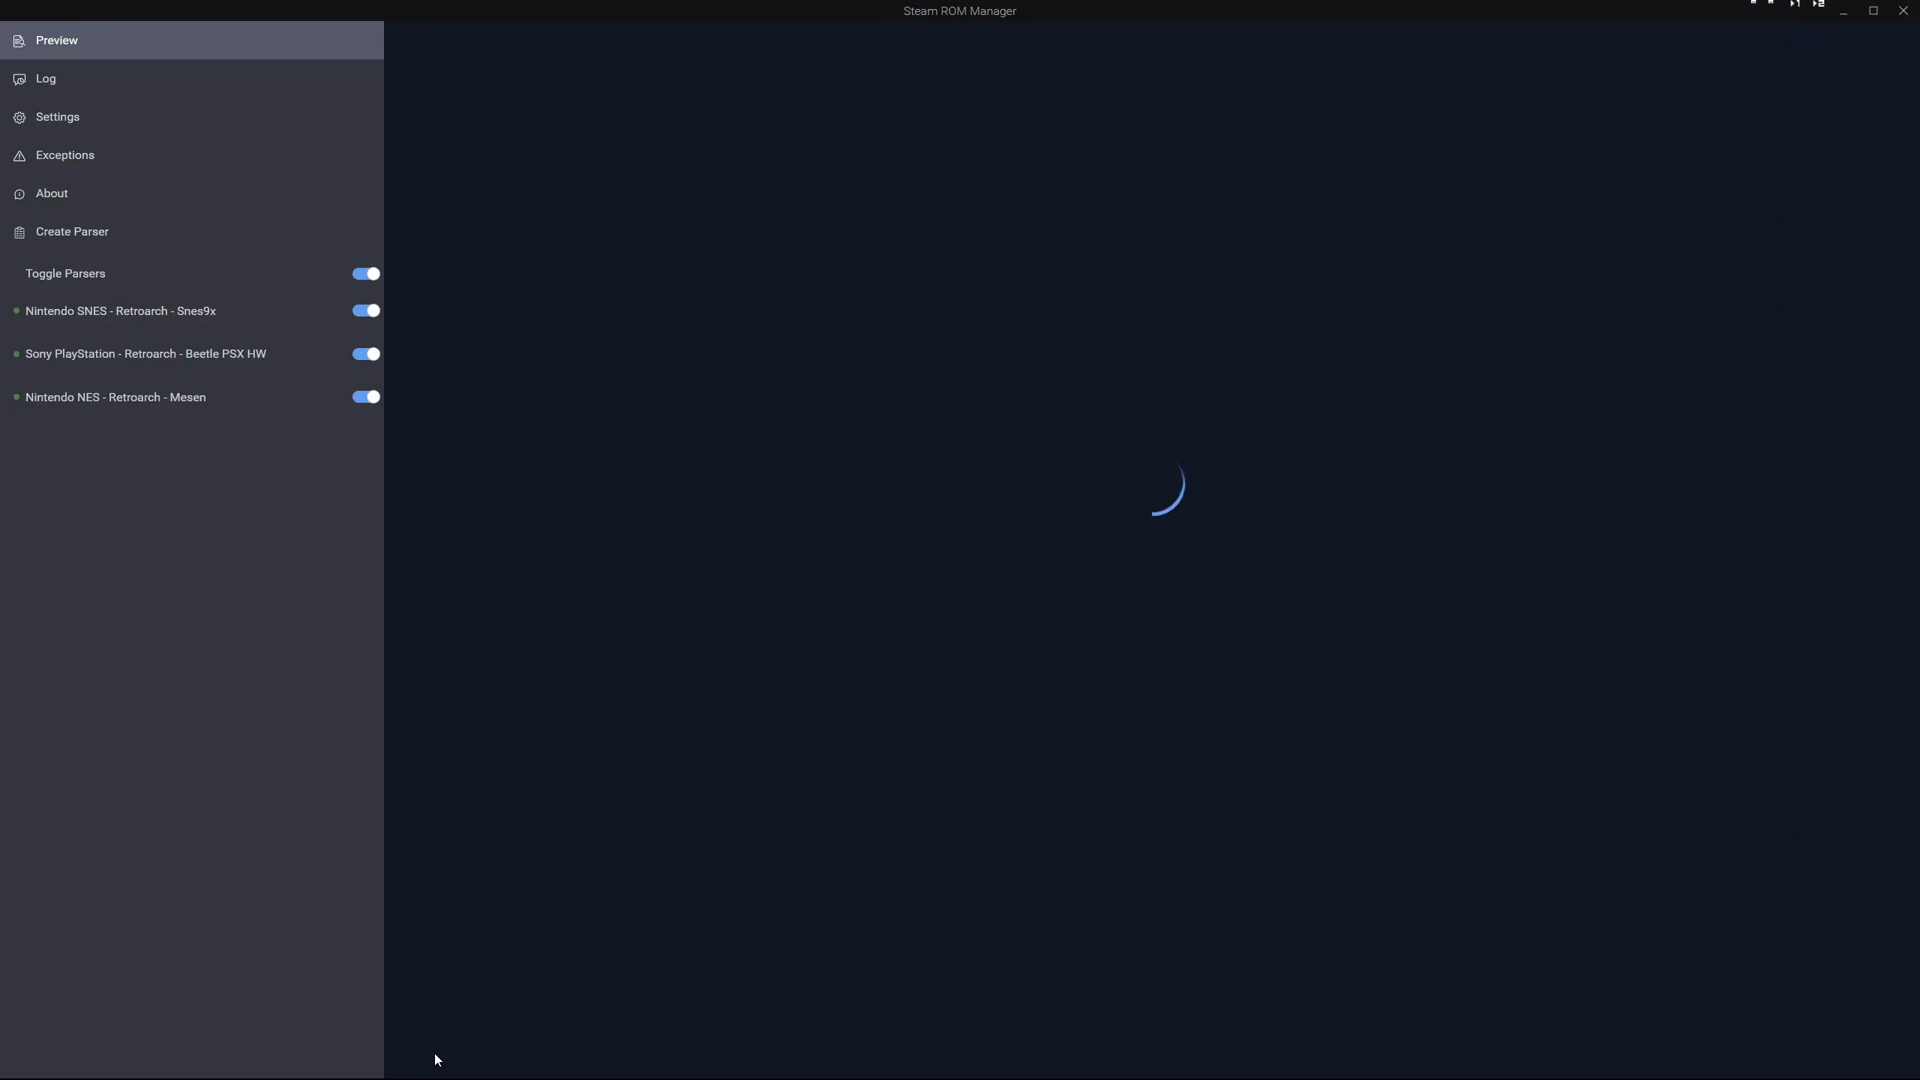 Steam ROM Manager
Preview
Log
Settings
Exceptions
About
Create Parser
Toggle Parsers
Nintendo SNES - Retroarch - Snes9x
Sony PlayStation - Retroarch - Beetle PSX HW
Nintendo NES - Retroarch - Mesen